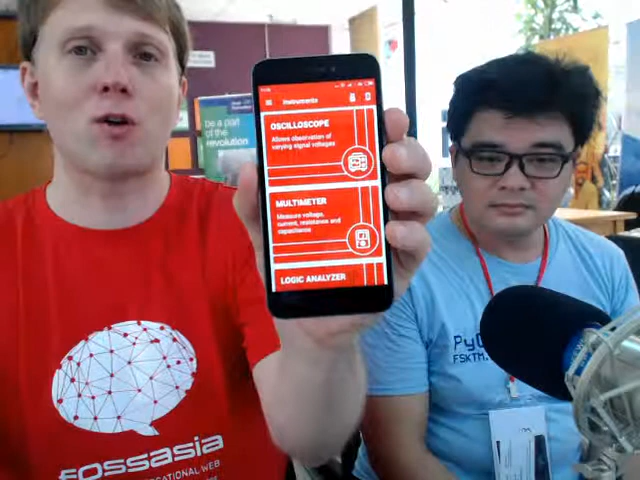 be a part
of the
revolution
Instruments
OSCILLOSCOPE
Allows observation of
varying signal voltages
MULTIMETER
Measure voltage,
current, resistance and
capacitance
LOGIC ANALYZER
fossasia
WEB
FSKTM